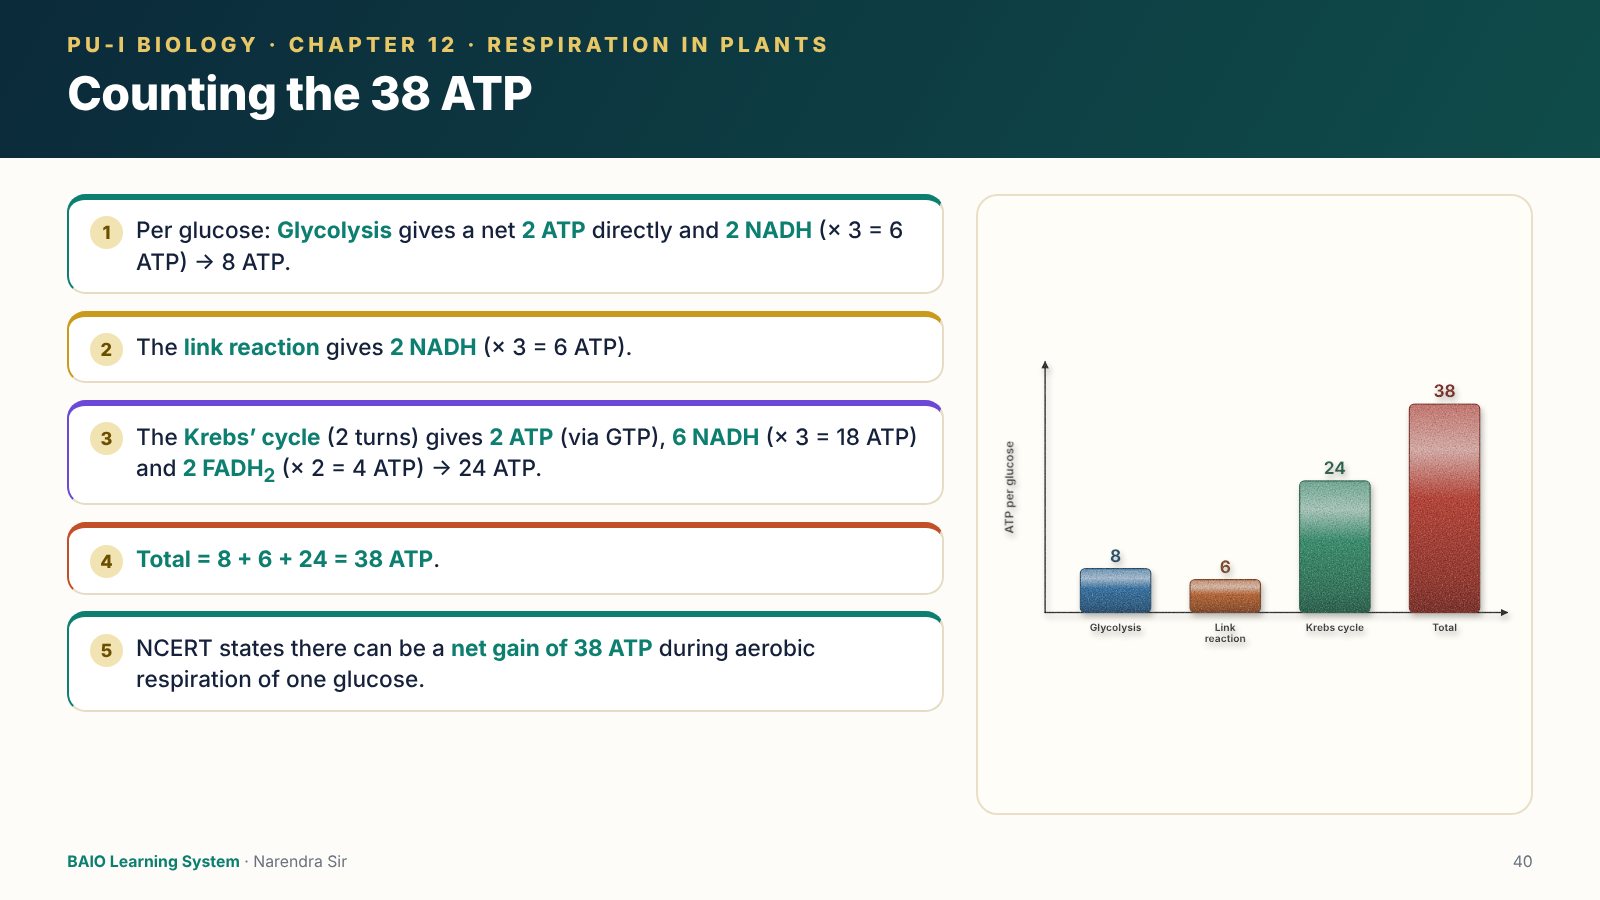 PU-I BIOLOGY · CHAPTER 12 · RESPIRATION IN PLANTS
Counting the 38 ATP
1 Per glucose: Glycolysis gives a net 2 ATP directly and 2 NADH (× 3 = 6
ATP) → 8 ATP.
2 The link reaction gives 2 NADH (× 3 = 6 ATP).
3 The Krebs’ cycle (2 turns) gives 2 ATP (via GTP), 6 NADH (× 3 = 18 ATP)
and 2 FADH₂ (× 2 = 4 ATP) → 24 ATP.
4 Total = 8 + 6 + 24 = 38 ATP.
5 NCERT states there can be a net gain of 38 ATP during aerobic
respiration of one glucose.
ATP per glucose
8
6
24
38
Glycolysis
Link
reaction
Krebs cycle
Total
BAIO Learning System · Narendra Sir
40